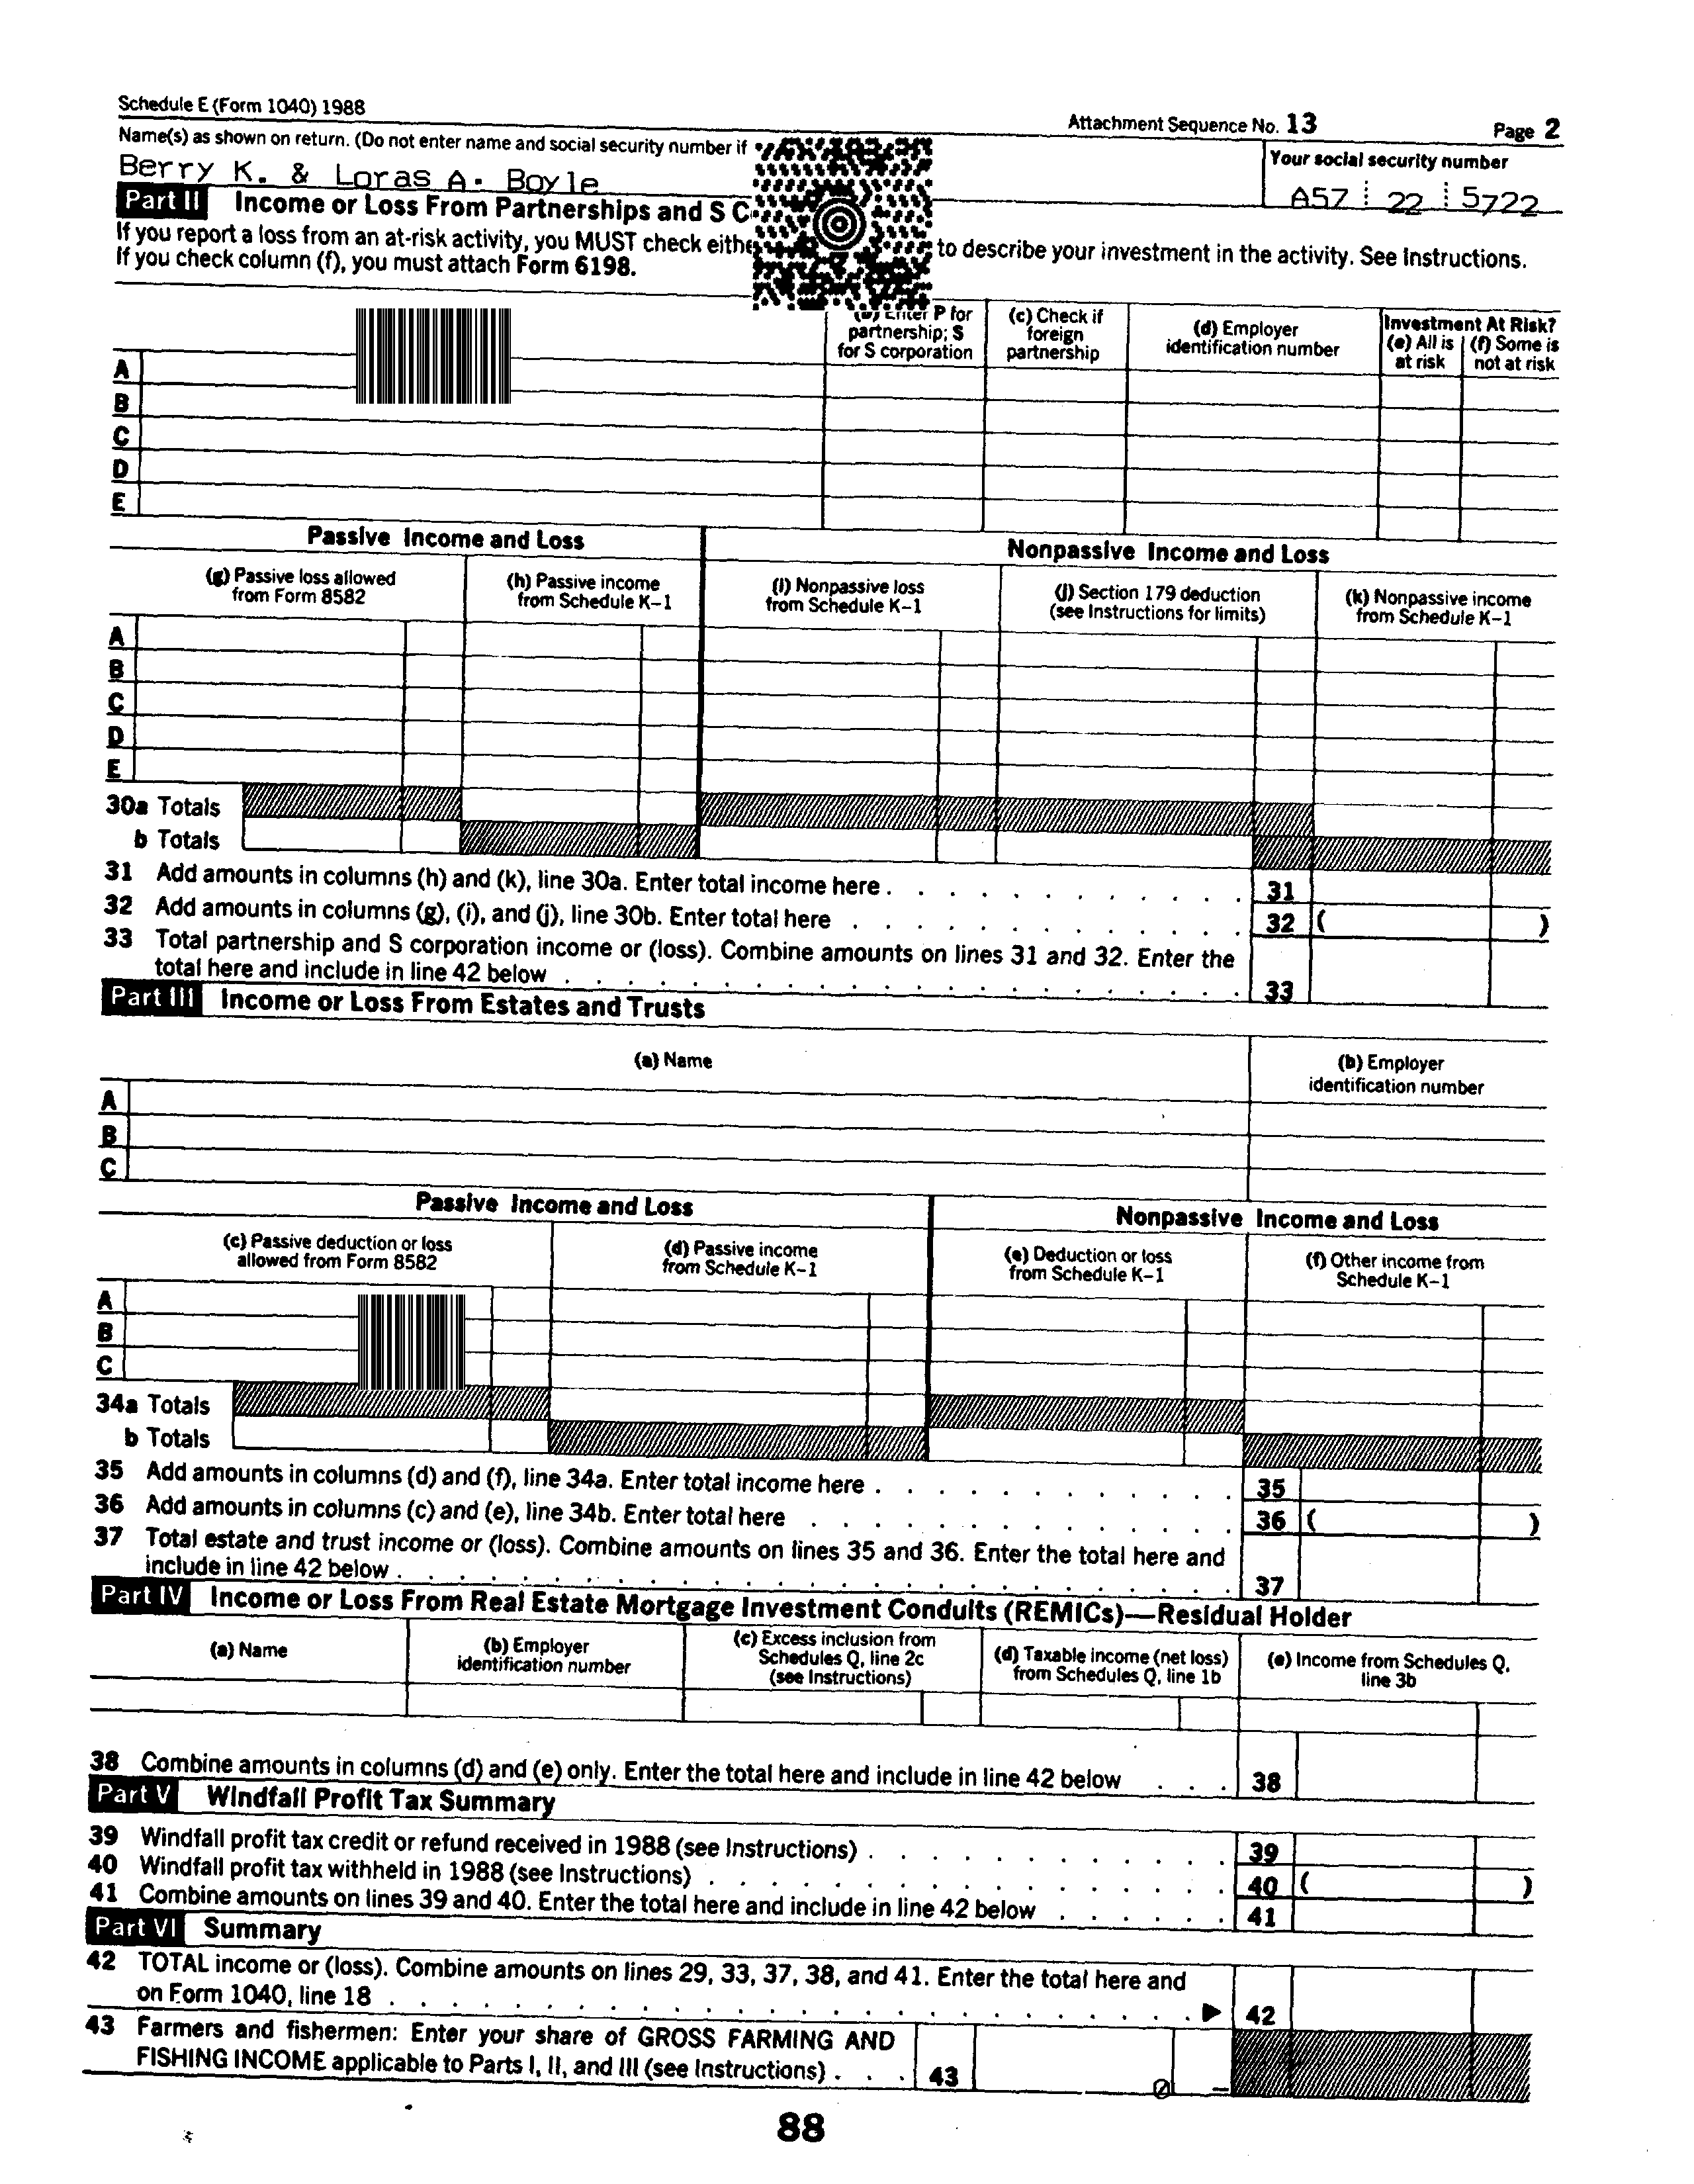 Schedule E (Form 1040) 1988
Attachment Sequence No. 13
Page 2
Name(s) as shown on return. (Do not enter name and social security number if
Your social security number
Berry K. & Loras A. Boyle
A57 22 5722
Part II Income or Loss From Partnerships and S C
If you report a loss from an at-risk activity, you MUST check eithe to describe your investment in the activity. See Instructions.
If you check column (f), you must attach Form 6198.
P for partnership; S for S corporation
(c) Check if foreign partnership
(d) Employer identification number
Investment At Risk?
(e) All is at risk
(f) Some is not at risk
A
B
C
D
E
Passive Income and Loss
Nonpassive Income and Loss
(g) Passive loss allowed from Form 8582
(h) Passive income from Schedule K–1
(i) Nonpassive loss from Schedule K–1
(j) Section 179 deduction (see Instructions for limits)
(k) Nonpassive income from Schedule K–1
A
B
C
D
E
30a Totals
b Totals
31 Add amounts in columns (h) and (k), line 30a. Enter total income here . . . . . . . . . . . . 31
32 Add amounts in columns (g), (i), and (j), line 30b. Enter total here . . . . . . . . . . . . . 32 ( )
33 Total partnership and S corporation income or (loss). Combine amounts on lines 31 and 32. Enter the
total here and include in line 42 below . . . . . . . . . . . . . . . . . . . . . . 33
Part III Income or Loss From Estates and Trusts
(a) Name
(b) Employer identification number
A
B
C
Passive Income and Loss
Nonpassive Income and Loss
(c) Passive deduction or loss allowed from Form 8582
(d) Passive income from Schedule K–1
(e) Deduction or loss from Schedule K–1
(f) Other income from Schedule K–1
A
B
C
34a Totals
b Totals
35 Add amounts in columns (d) and (f), line 34a. Enter total income here . . . . . . . . . . . . 35
36 Add amounts in columns (c) and (e), line 34b. Enter total here . . . . . . . . . . . . . . 36 ( )
37 Total estate and trust income or (loss). Combine amounts on lines 35 and 36. Enter the total here and
include in line 42 below . . . . . . . . . . . . . . . . . . . . . . . . . . 37
Part IV Income or Loss From Real Estate Mortgage Investment Conduits (REMICs)—Residual Holder
(a) Name
(b) Employer identification number
(c) Excess inclusion from Schedules Q, line 2c (see Instructions)
(d) Taxable income (net loss) from Schedules Q, line 1b
(e) Income from Schedules Q, line 3b
38 Combine amounts in columns (d) and (e) only. Enter the total here and include in line 42 below . . . 38
Part V Windfall Profit Tax Summary
39 Windfall profit tax credit or refund received in 1988 (see Instructions) . . . . . . . . . . . . 39
40 Windfall profit tax withheld in 1988 (see Instructions) . . . . . . . . . . . . . . . . . 40 ( )
41 Combine amounts on lines 39 and 40. Enter the total here and include in line 42 below . . . . . . 41
Part VI Summary
42 TOTAL income or (loss). Combine amounts on lines 29, 33, 37, 38, and 41. Enter the total here and
on Form 1040, line 18 . . . . . . . . . . . . . . . . . . . . . . . . . . ▶ 42
43 Farmers and fishermen: Enter your share of GROSS FARMING AND
FISHING INCOME applicable to Parts I, II, and III (see Instructions) . . . 43 0 –
88